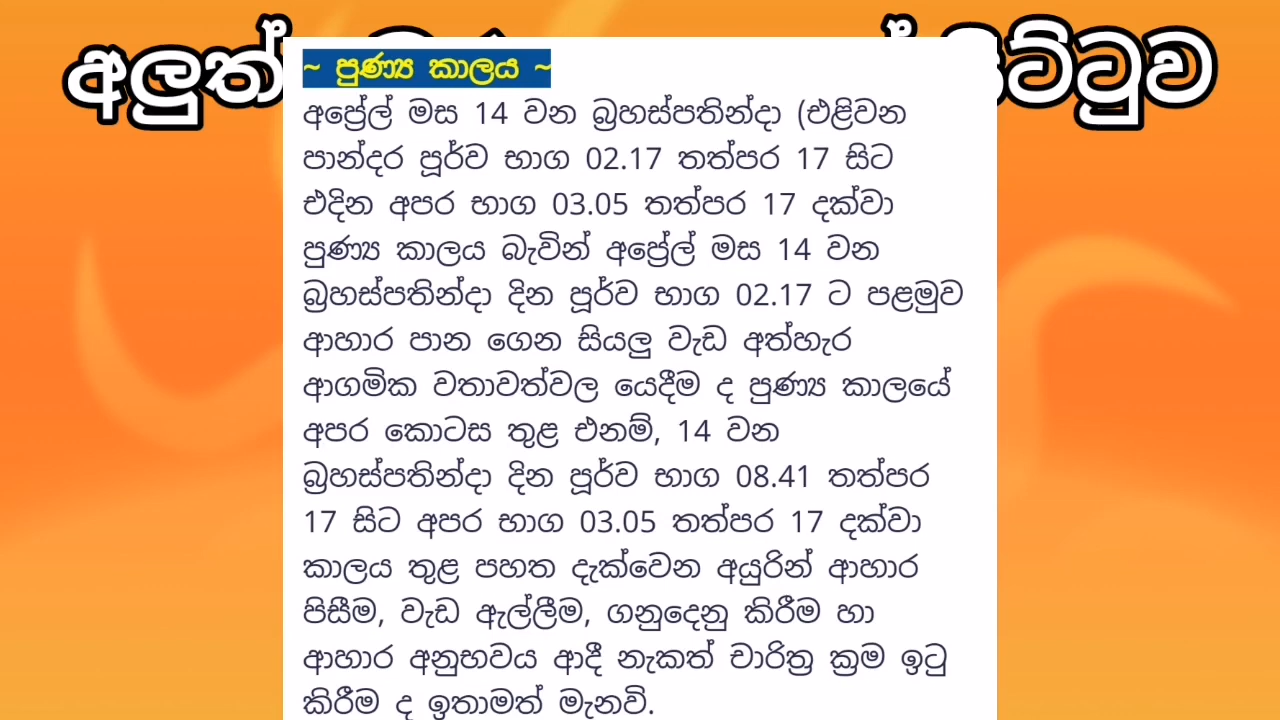 අලුත්
~ පුණ්‍ය කාලය ~
අප්‍රේල් මස 14 වන බ්‍රහස්පතින්දා (එළිවන
පාන්දර පූර්ව භාග 02.17 තත්පර 17 සිට
එදින අපර භාග 03.05 තත්පර 17 දක්වා
පුණ්‍ය කාලය බැවින් අප්‍රේල් මස 14 වන
බ්‍රහස්පතින්දා දින පූර්ව භාග 02.17 ට පළමුව
ආහාර පාන ගෙන සියලු වැඩ අත්හැර
ආගමික වතාවත්වල යෙදීම ද පුණ්‍ය කාලයේ
අපර කොටස තුළ එනම්, 14 වන
බ්‍රහස්පතින්දා දින පූර්ව භාග 08.41 තත්පර
17 සිට අපර භාග 03.05 තත්පර 17 දක්වා
කාලය තුළ පහත දැක්වෙන අයුරින් ආහාර
පිසීම, වැඩ ඇල්ලීම, ගනුදෙනු කිරීම හා
ආහාර අනුභවය ආදී නැකත් චාරිත්‍ර ක්‍රම ඉටු
කිරීම ද ඉතාමත් මැනවි.